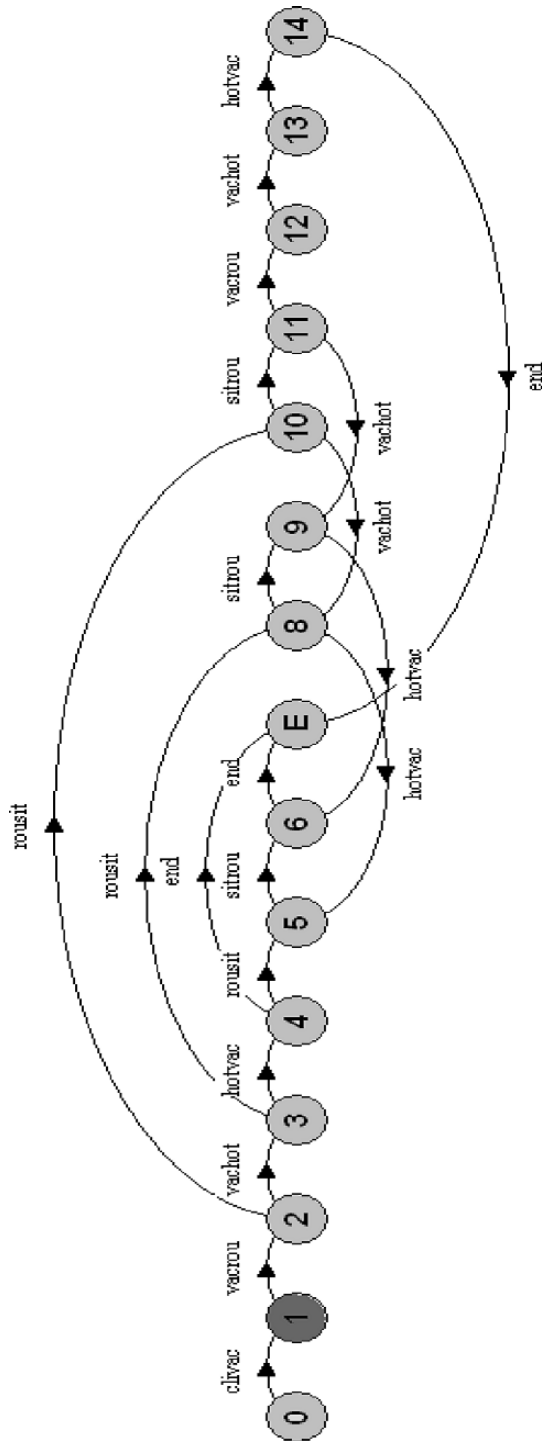 0
1
2
3
4
5
6
E
8
9
10
11
12
13
14
clivac
vacrou
vachot
hotvac
rousit
sitrou
end
sitrou
sitrou
vacrou
vachot
hotvac
rousit
rousit
end
vachot
vachot
hotvac
hotvac
end